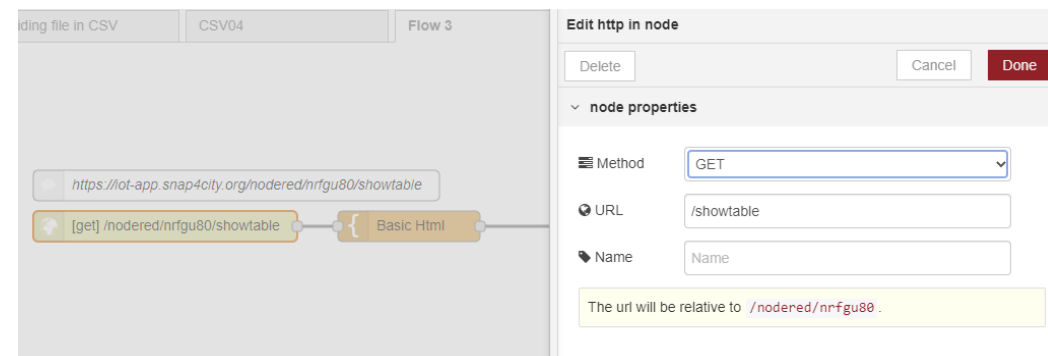 iding file in CSV
CSV04
Flow 3
https://iot-app.snap4city.org/nodered/nrfgu80/showtable
[get] /nodered/nrfgu80/showtable
{
Basic Html
Edit http in node
Delete
Cancel
Done
node properties
Method
GET
URL
/showtable
Name
Name
The url will be relative to /nodered/nrfgu80 .